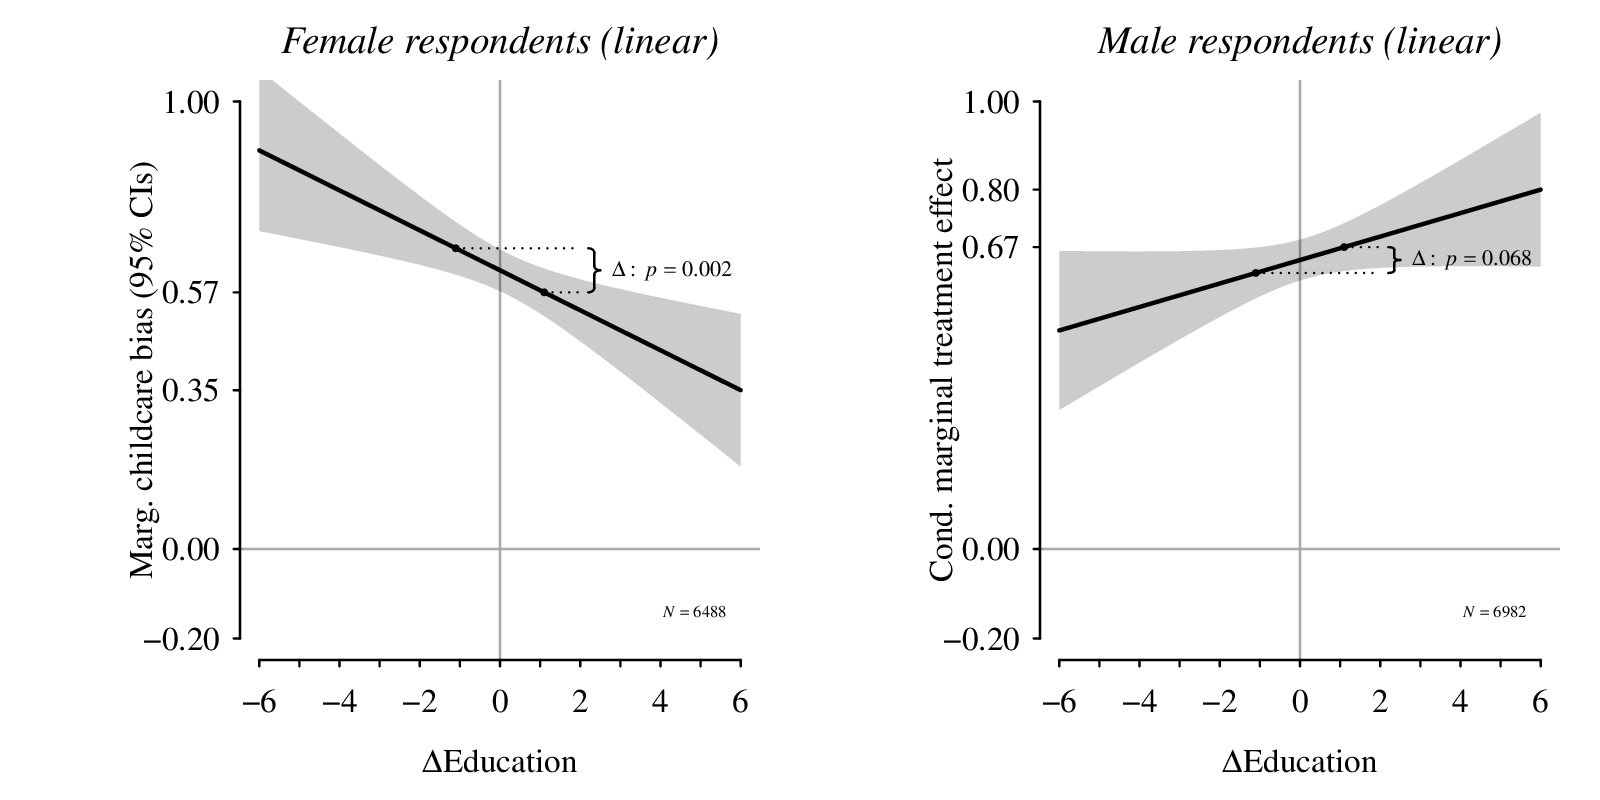 Female respondents (linear)
Marg. childcare bias (95% CIs)
1.00
0.57
0.35
0.00
−0.20
Δ: p = 0.002
N = 6488
−6 −4 −2 0 2 4 6
ΔEducation
Male respondents (linear)
Cond. marginal treatment effect
1.00
0.80
0.67
0.00
−0.20
Δ: p = 0.068
N = 6982
−6 −4 −2 0 2 4 6
ΔEducation